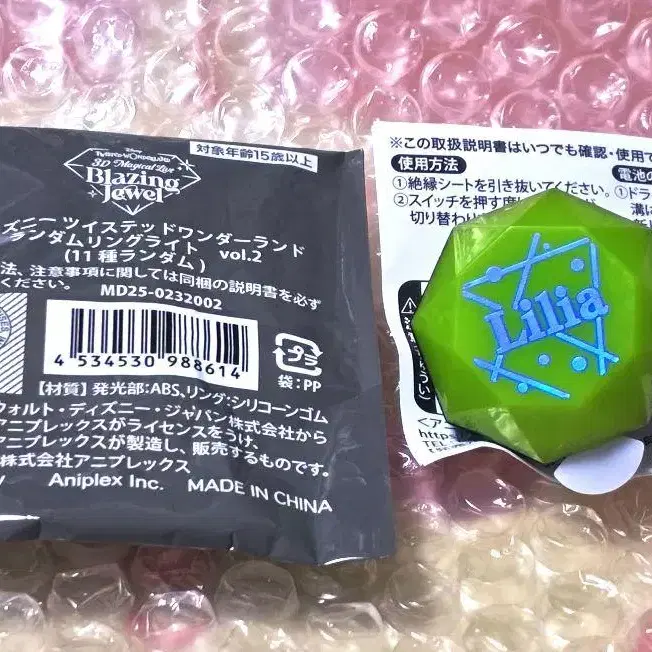 対象年齢15歳以上
Disney
TWISTED-WONDERLAND
3D Magical Live
Blazing
Jewel
ズニー ツイステッドワンダーランド
ランダムリングライト vol.2
(11種ランダム)
法、注意事項に関しては同梱の説明書を必ず
ください。
MD25-0232002
4 534530 988614
プラ
袋:PP
【材質】発光部:ABS、リング:シリコーンゴム
ウォルト・ディズニー・ジャパン株式会社から
アニプレックスがライセンスをうけ、
アニプレックスが製造し、販売するものです。
株式会社アニプレックス
y Aniplex Inc. MADE IN CHINA
※この取扱説明書はいつでも確認・使用で
使用方法
①絶縁シートを引き抜いてください。
②スイッチを押す度に
切り替わり
電池の
①ドラ
溝に
Lilia
https
TEL